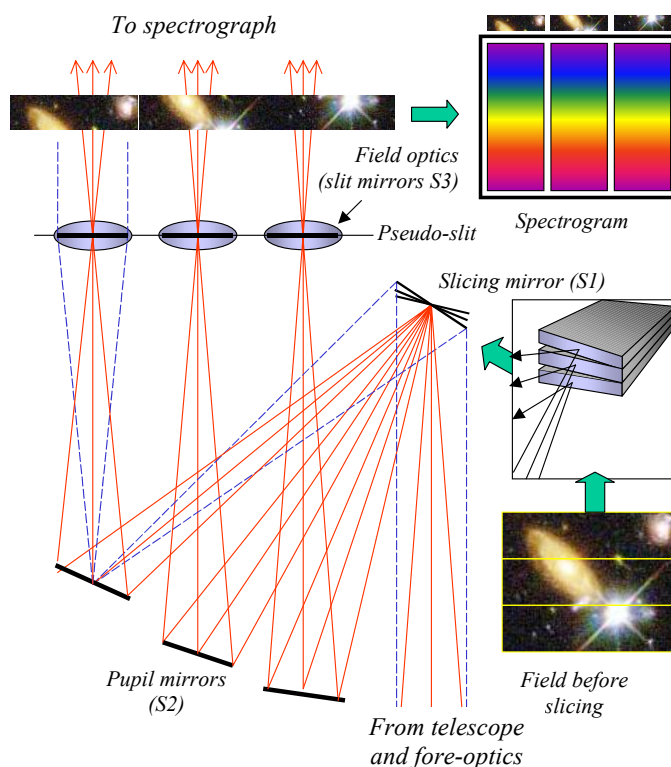 To spectrograph
Field optics
(slit mirrors S3)
Spectrogram
Pseudo-slit
Slicing mirror (S1)
Pupil mirrors
(S2)
Field before
slicing
From telescope
and fore-optics